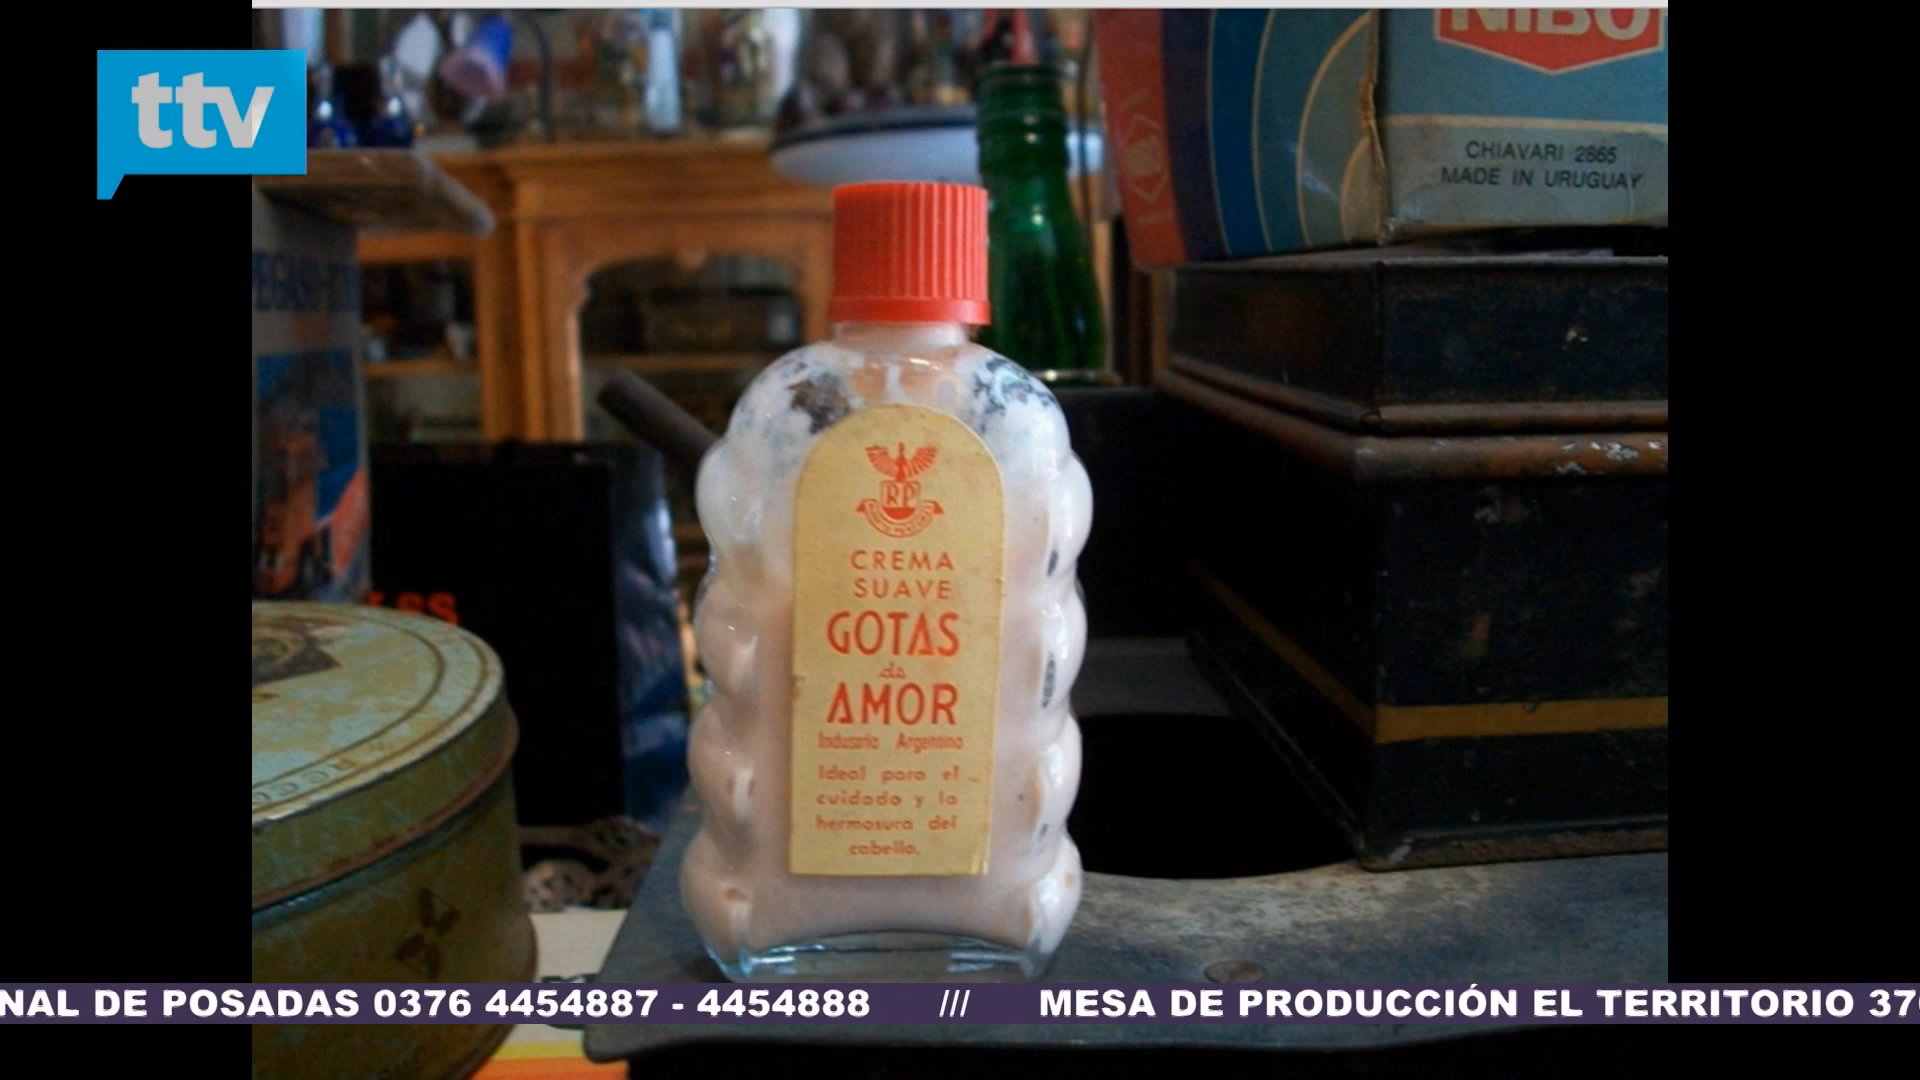 ttv
NIBO
CHIAVARI 2865
MADE IN URUGUAY
RP
CREMA
SUAVE
GOTAS
de
AMOR
Industria Argentina
Ideal para el
cuidado y la
hermosura del
cabello.
NAL DE POSADAS 0376 4454887 - 4454888 /// MESA DE PRODUCCIÓN EL TERRITORIO 376